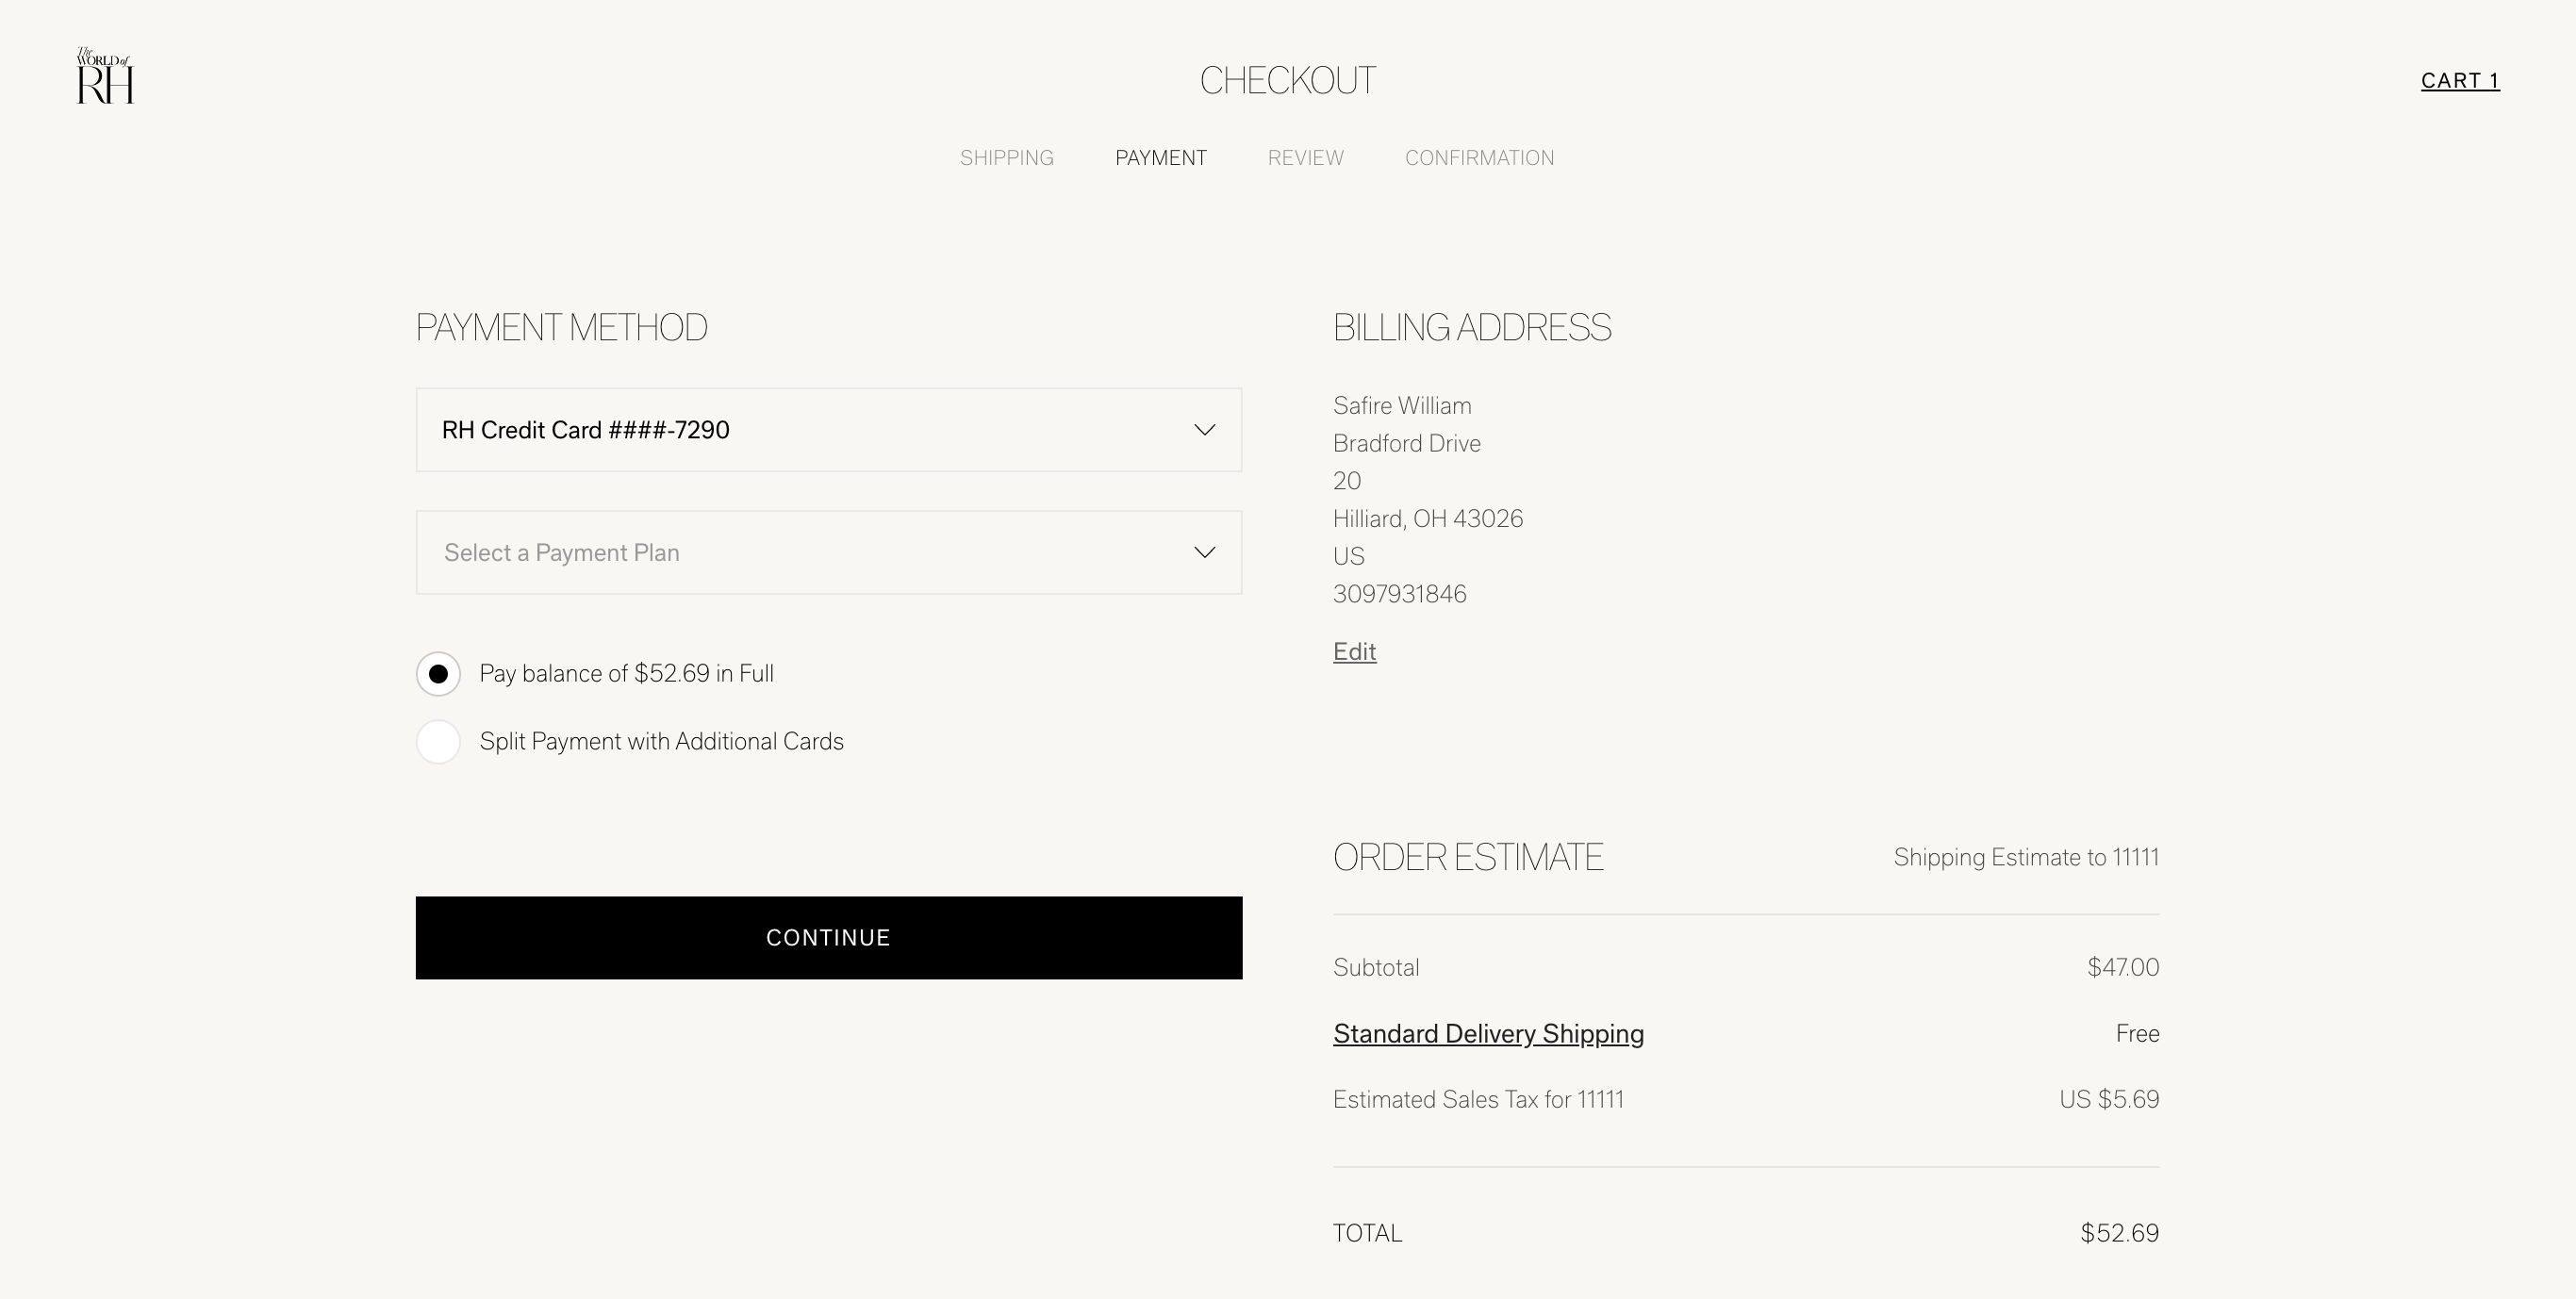 The
WORLD of
RH
CHECKOUT
CART 1
SHIPPING PAYMENT REVIEW CONFIRMATION
PAYMENT METHOD
RH Credit Card ####-7290
Select a Payment Plan
Pay balance of $52.69 in Full
Split Payment with Additional Cards
CONTINUE
BILLING ADDRESS
Safire William
Bradford Drive
20
Hilliard, OH 43026
US
3097931846
Edit
ORDER ESTIMATE Shipping Estimate to 11111
Subtotal $47.00
Standard Delivery Shipping Free
Estimated Sales Tax for 11111 US $5.69
TOTAL $52.69